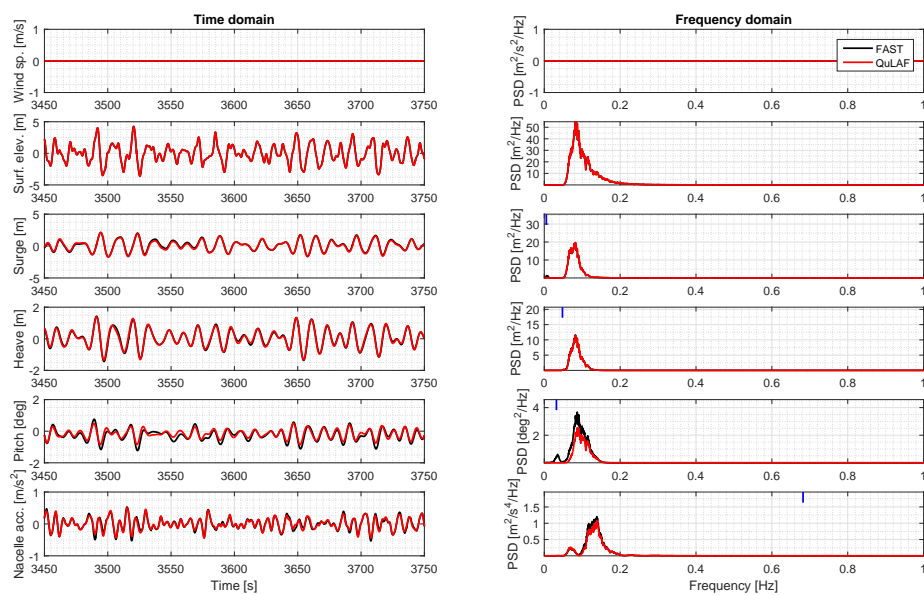 Time domain
Frequency domain
Wind sp. [m/s]
1
0
-1
3450 3500 3550 3600 3650 3700 3750
PSD [m²/s²/Hz]
1
0
-1
0 0.2 0.4 0.6 0.8 1
FAST
QuLAF
Surf. elev. [m]
5
0
-5
3450 3500 3550 3600 3650 3700 3750
PSD [m²/Hz]
50
40
30
20
10
0 0.2 0.4 0.6 0.8 1
Surge [m]
5
0
-5
3450 3500 3550 3600 3650 3700 3750
PSD [m²/Hz]
30
20
10
0 0.2 0.4 0.6 0.8 1
Heave [m]
2
0
-2
3450 3500 3550 3600 3650 3700 3750
PSD [m²/Hz]
20
15
10
5
0 0.2 0.4 0.6 0.8 1
Pitch [deg]
2
0
-2
3450 3500 3550 3600 3650 3700 3750
PSD [deg²/Hz]
4
2
0 0.2 0.4 0.6 0.8 1
Nacelle acc. [m/s²]
1
0
-1
3450 3500 3550 3600 3650 3700 3750
Time [s]
PSD [m²/s⁴/Hz]
1.5
1
0.5
0 0.2 0.4 0.6 0.8 1
Frequency [Hz]